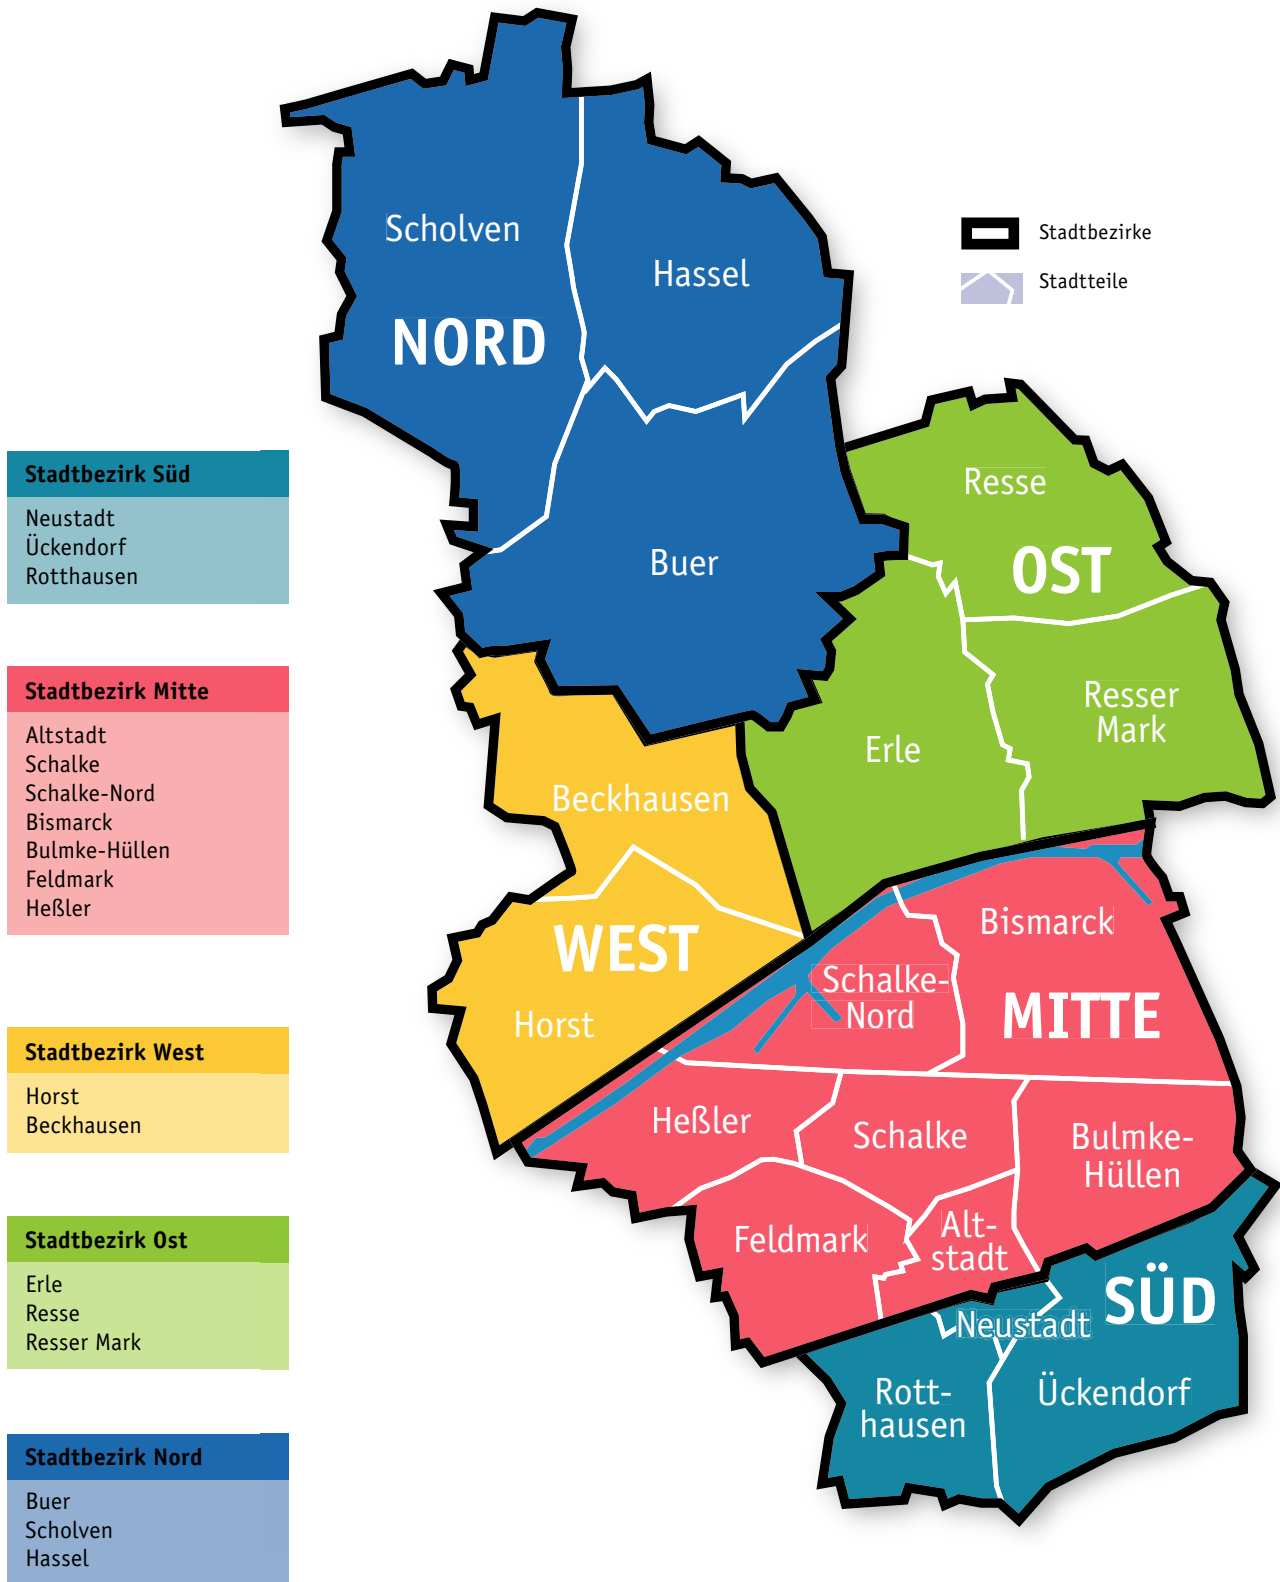 Stadtbezirke
Stadtteile
Scholven
Hassel
NORD
Buer
Resse
OST
Resser
Mark
Erle
Beckhausen
WEST
Horst
Bismarck
Schalke-
Nord
MITTE
Heßler
Schalke
Bulmke-
Hüllen
Feldmark
Alt-
stadt
SÜD
Neustadt
Rott-
hausen
Ückendorf
Stadtbezirk Süd
Neustadt
Ückendorf
Rotthausen
Stadtbezirk Mitte
Altstadt
Schalke
Schalke-Nord
Bismarck
Bulmke-Hüllen
Feldmark
Heßler
Stadtbezirk West
Horst
Beckhausen
Stadtbezirk Ost
Erle
Resse
Resser Mark
Stadtbezirk Nord
Buer
Scholven
Hassel